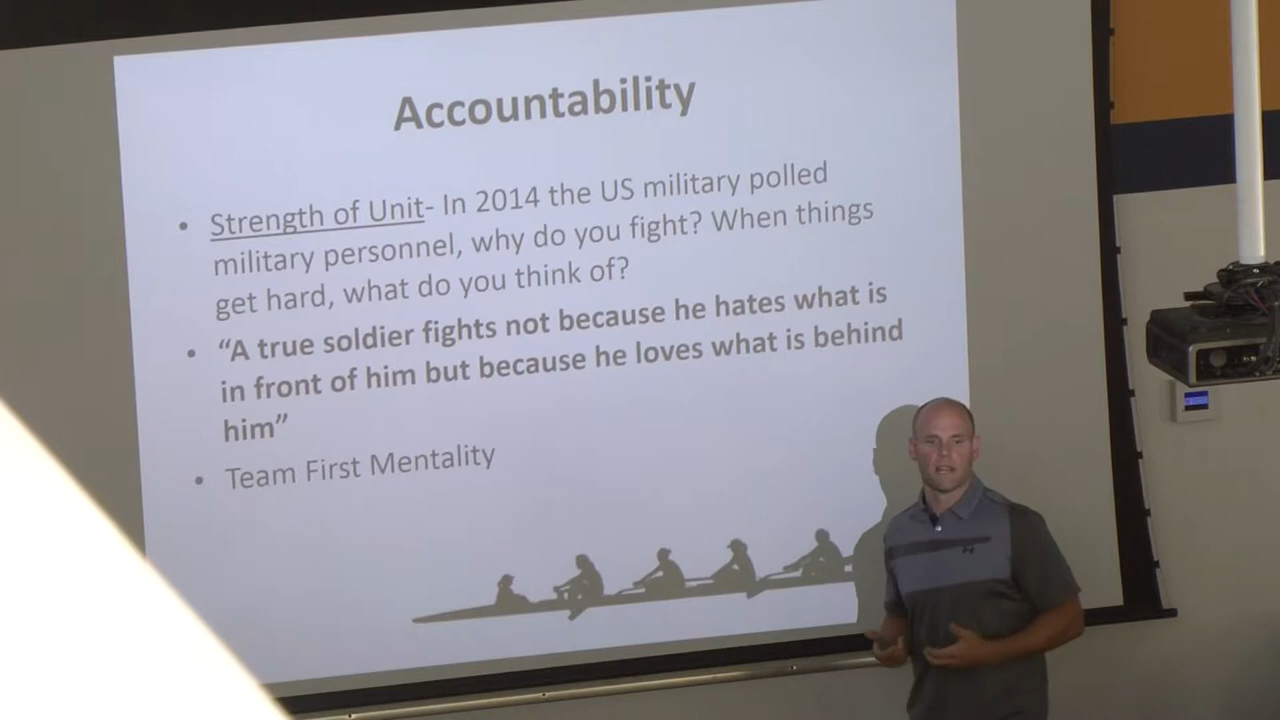 Accountability
• Strength of Unit- In 2014 the US military polled
military personnel, why do you fight? When things
get hard, what do you think of?
• “A true soldier fights not because he hates what is
in front of him but because he loves what is behind
him”
• Team First Mentality